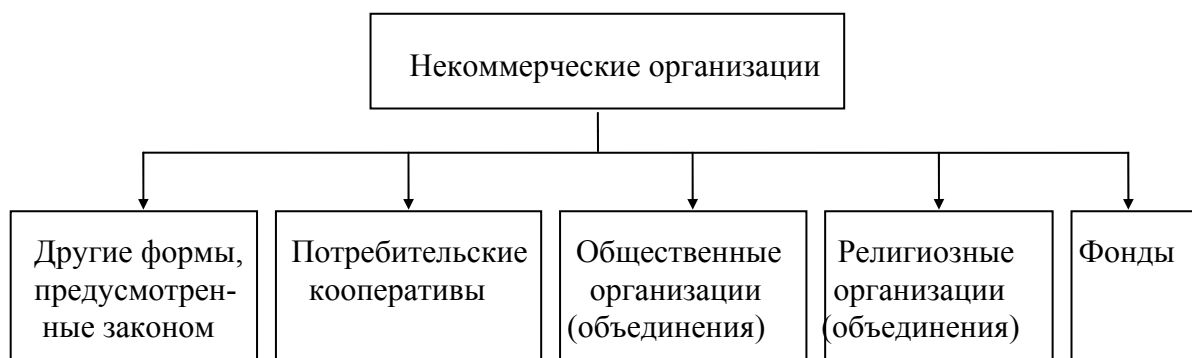 Некоммерческие организации
Другие формы,
предусмотрен-
ные законом
Потребительские
кооперативы
Общественные
организации
(объединения)
Религиозные
организации
(объединения)
Фонды